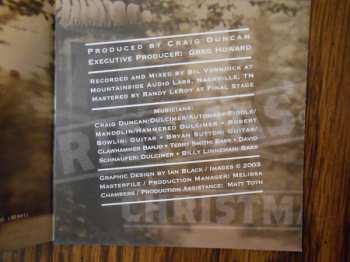 Produced by Craig Duncan
Executive Producer: Greg Howard
Recorded and Mixed by Bil VornDick at
Mountainside Audio Labs, Nashville, TN
Mastered by Randy LeRoy at Final Stage
Musicians:
Craig Duncan: Dulcimer/Autoharp/Fiddle/
Mandolin/Hammered Dulcimer • Robert
Bowlin: Guitar • Bryan Sutton: Guitar/
Clawhammer Banjo • Terry Smith: Bass • David
Schnaufer: Dulcimer • Billy Linneman: Bass
Graphic Design by Ian Black / Images © 2003
Masterfile / Production Manager: Melissa
Chambers / Production Assistance: Matt Toth
CHRISTMA
(BMI)